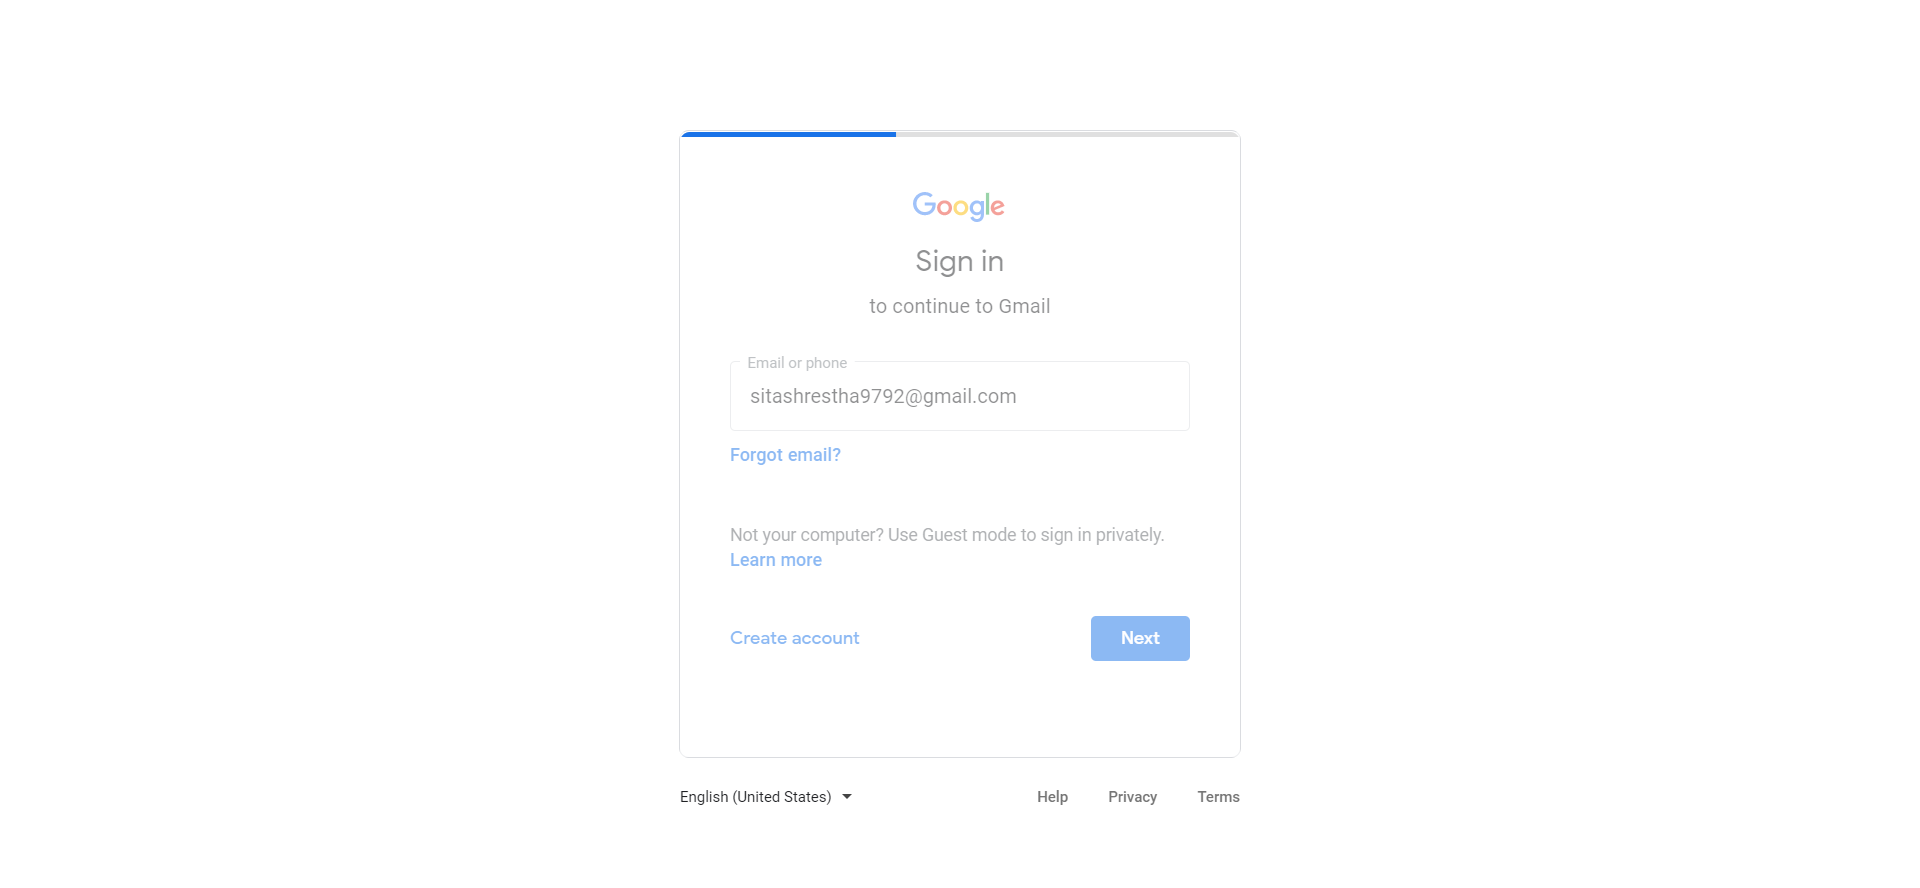 Google
Sign in
to continue to Gmail
Email or phone
sitashrestha9792@gmail.com
Forgot email?
Not your computer? Use Guest mode to sign in privately.
Learn more
Create account
Next
English (United States)
Help
Privacy
Terms